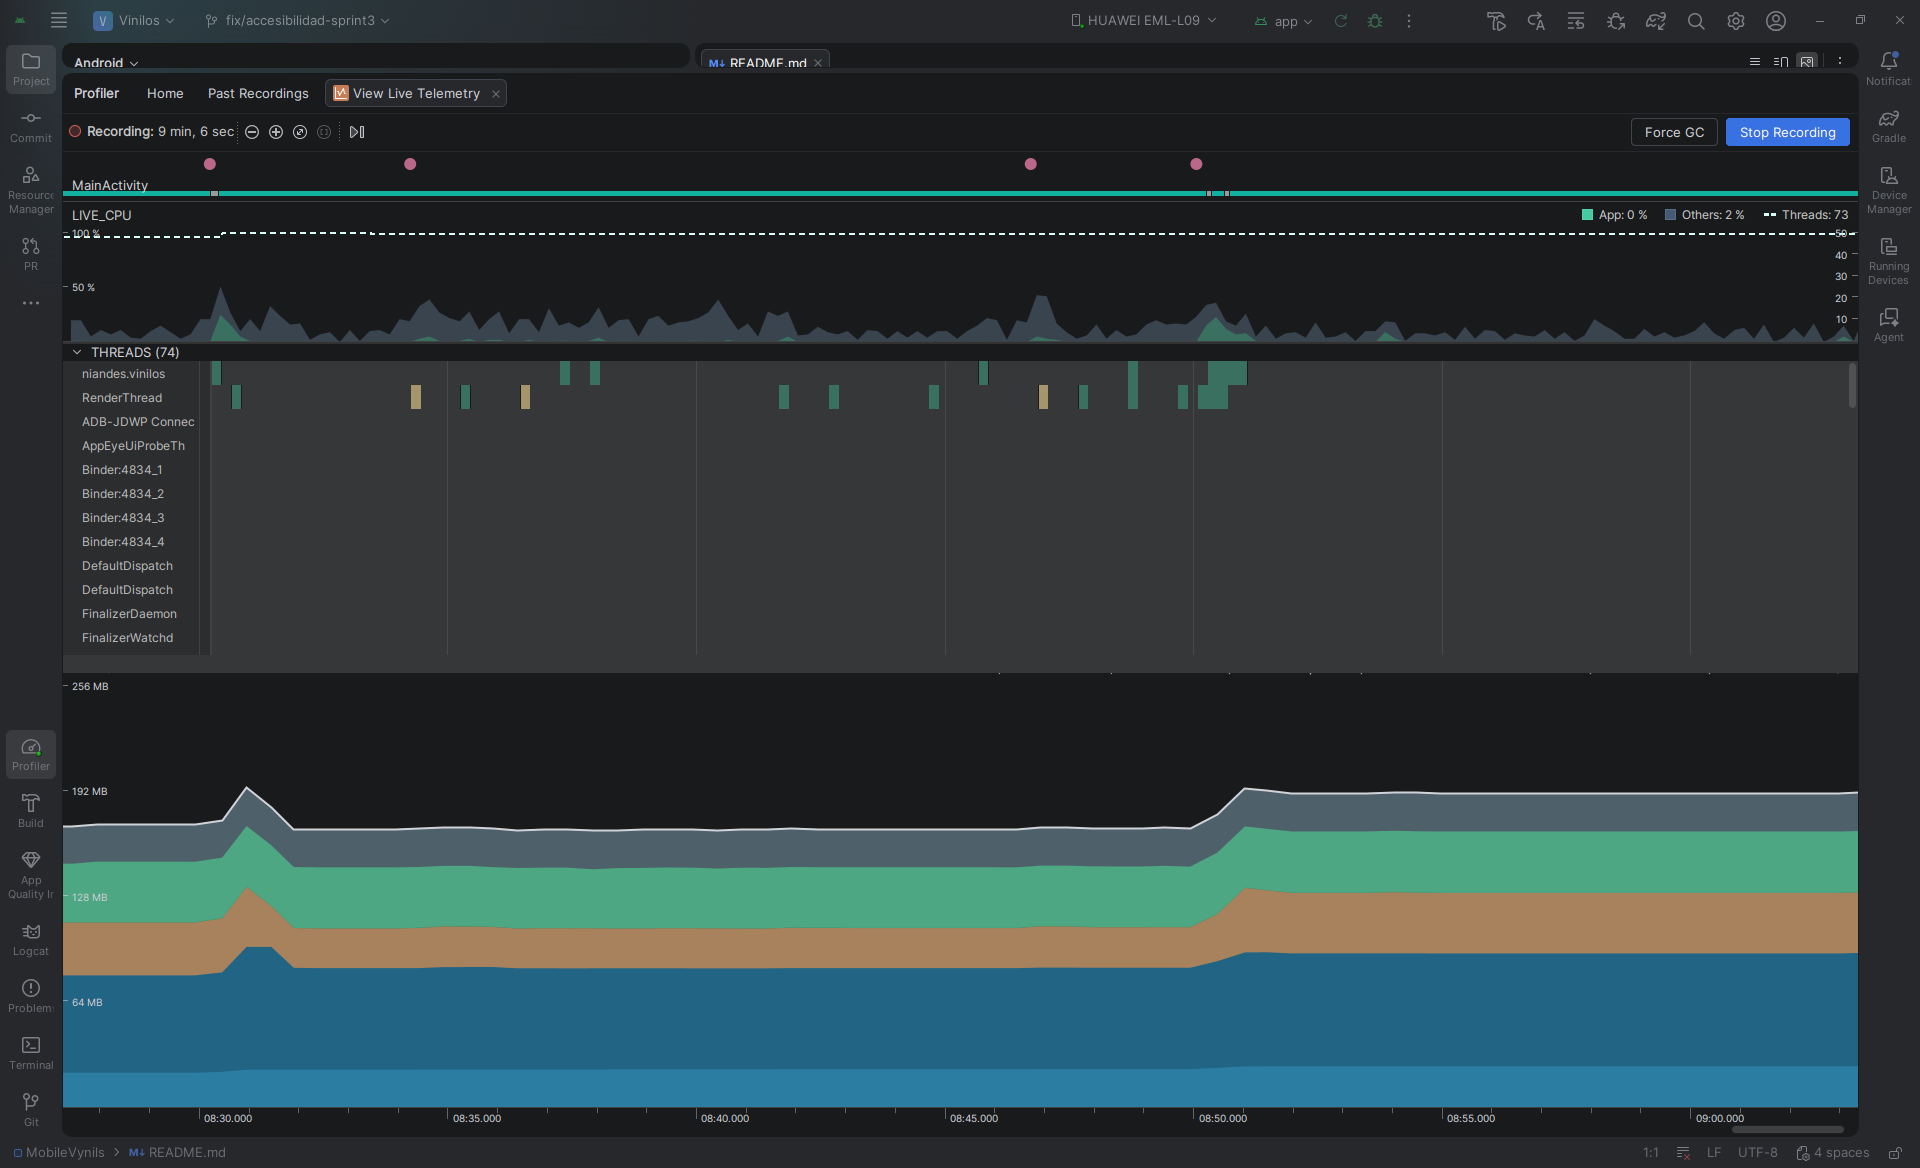 V Vinilos fix/accesibilidad-sprint3 HUAWEI EML-L09 app
Project
Commit
Resource
Manager
PR
Profiler
Build
App
Quality In
Logcat
Problem
Terminal
Git
Android
M↓ README.md
Profiler Home Past Recordings View Live Telemetry
Recording: 9 min, 6 sec Force GC Stop Recording
MainActivity
LIVE_CPU App: 0 % Others: 2 % Threads: 73
100 % 50
40
50 % 30
20
10
THREADS (74)
niandes.vinilos
RenderThread
ADB-JDWP Connec
AppEyeUiProbeTh
Binder:4834_1
Binder:4834_2
Binder:4834_3
Binder:4834_4
DefaultDispatch
DefaultDispatch
FinalizerDaemon
FinalizerWatchd
256 MB
192 MB
128 MB
64 MB
08:30.000 08:35.000 08:40.000 08:45.000 08:50.000 08:55.000 09:00.000
Notificat
Gradle
Device
Manager
Running
Devices
Agent
MobileVynils M↓ README.md 1:1 LF UTF-8 4 spaces